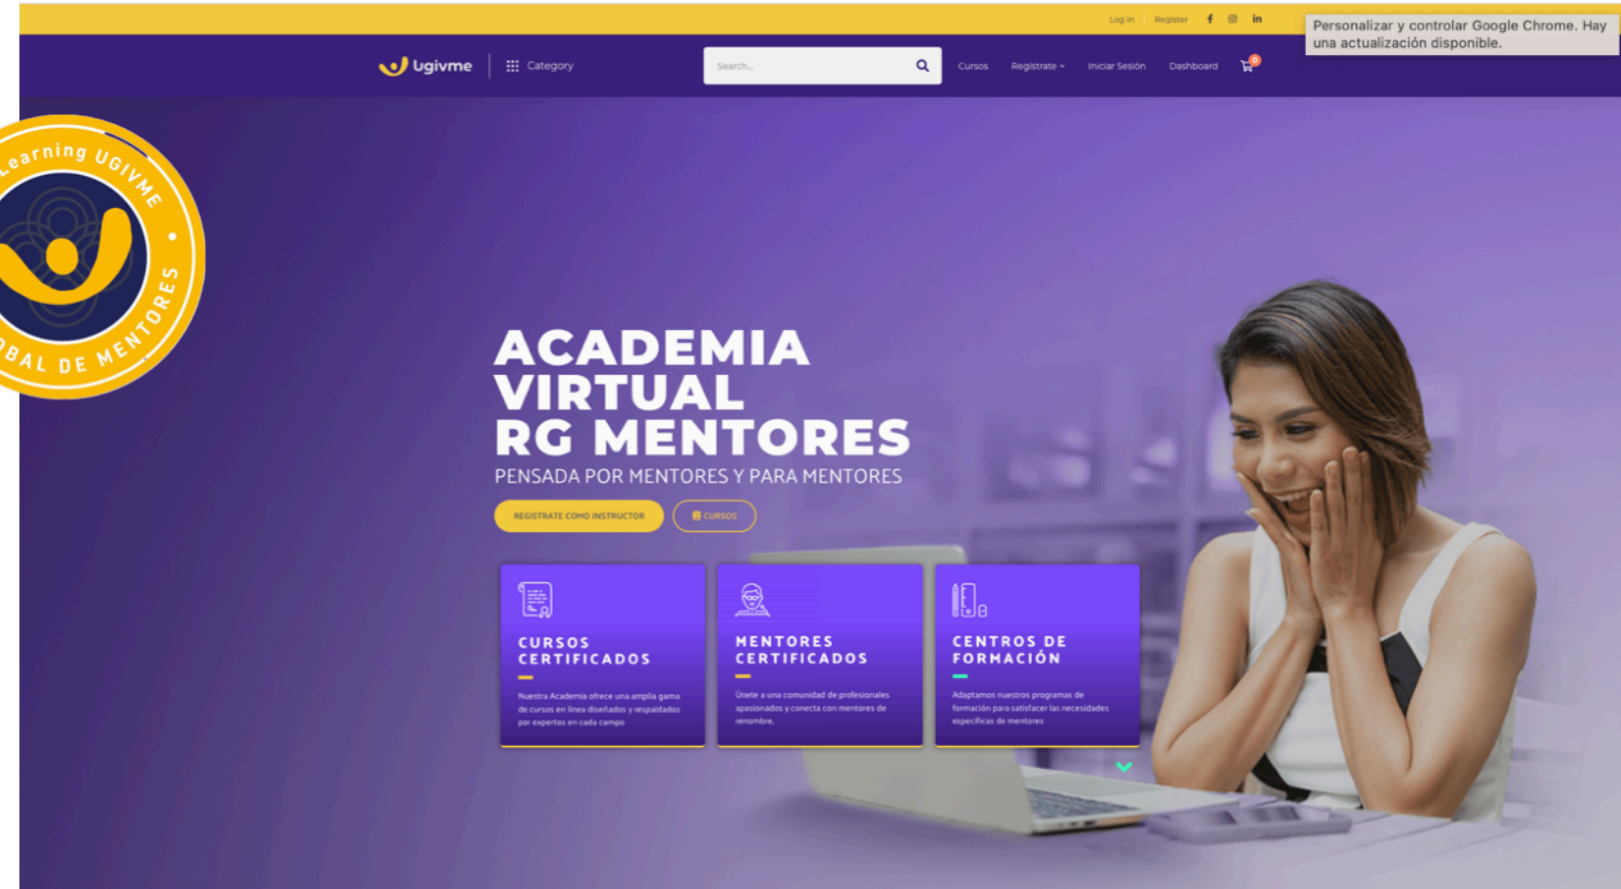 Log in Register
Personalizar y controlar Google Chrome. Hay
una actualización disponible.
Ugivme
Category
Search...
Cursos Registrate Iniciar Sesión Dashboard 0
Learning UGIVME
OBAL DE MENTORES
ACADEMIA
VIRTUAL
RG MENTORES
PENSADA POR MENTORES Y PARA MENTORES
REGISTRATE COMO INSTRUCTOR
CURSOS
CURSOS
CERTIFICADOS
Nuestra Academia ofrece una amplia gama
de cursos en línea diseñados y respaldados
por expertos en cada campo
MENTORES
CERTIFICADOS
Únete a una comunidad de profesionales
apasionados y conecta con mentores de
renombre,
CENTROS DE
FORMACIÓN
Adaptamos nuestros programas de
formación para satisfacer las necesidades
específicas de mentores